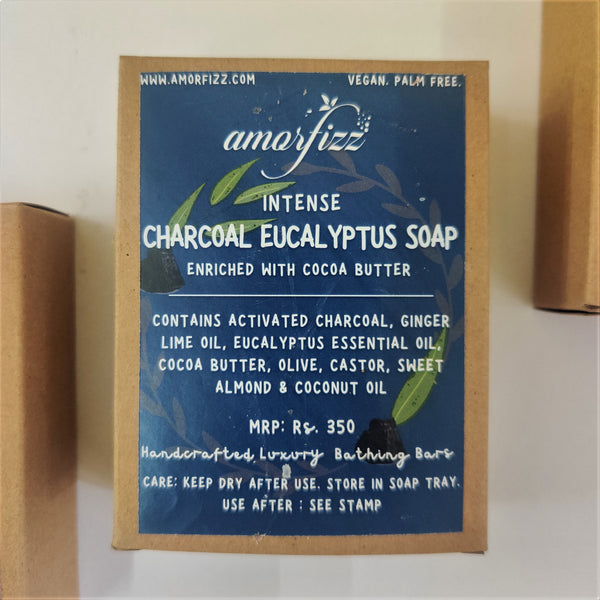 WWW.AMORFIZZ.COM VEGAN. PALM FREE.
amorfizz
INTENSE
CHARCOAL EUCALYPTUS SOAP
ENRICHED WITH COCOA BUTTER
CONTAINS ACTIVATED CHARCOAL, GINGER
LIME OIL, EUCALYPTUS ESSENTIAL OIL,
COCOA BUTTER, OLIVE, CASTOR, SWEET
ALMOND & COCONUT OIL
MRP: Rs. 350
Handcrafted Luxury Bathing Bars
CARE: KEEP DRY AFTER USE. STORE IN SOAP TRAY.
USE AFTER : SEE STAMP